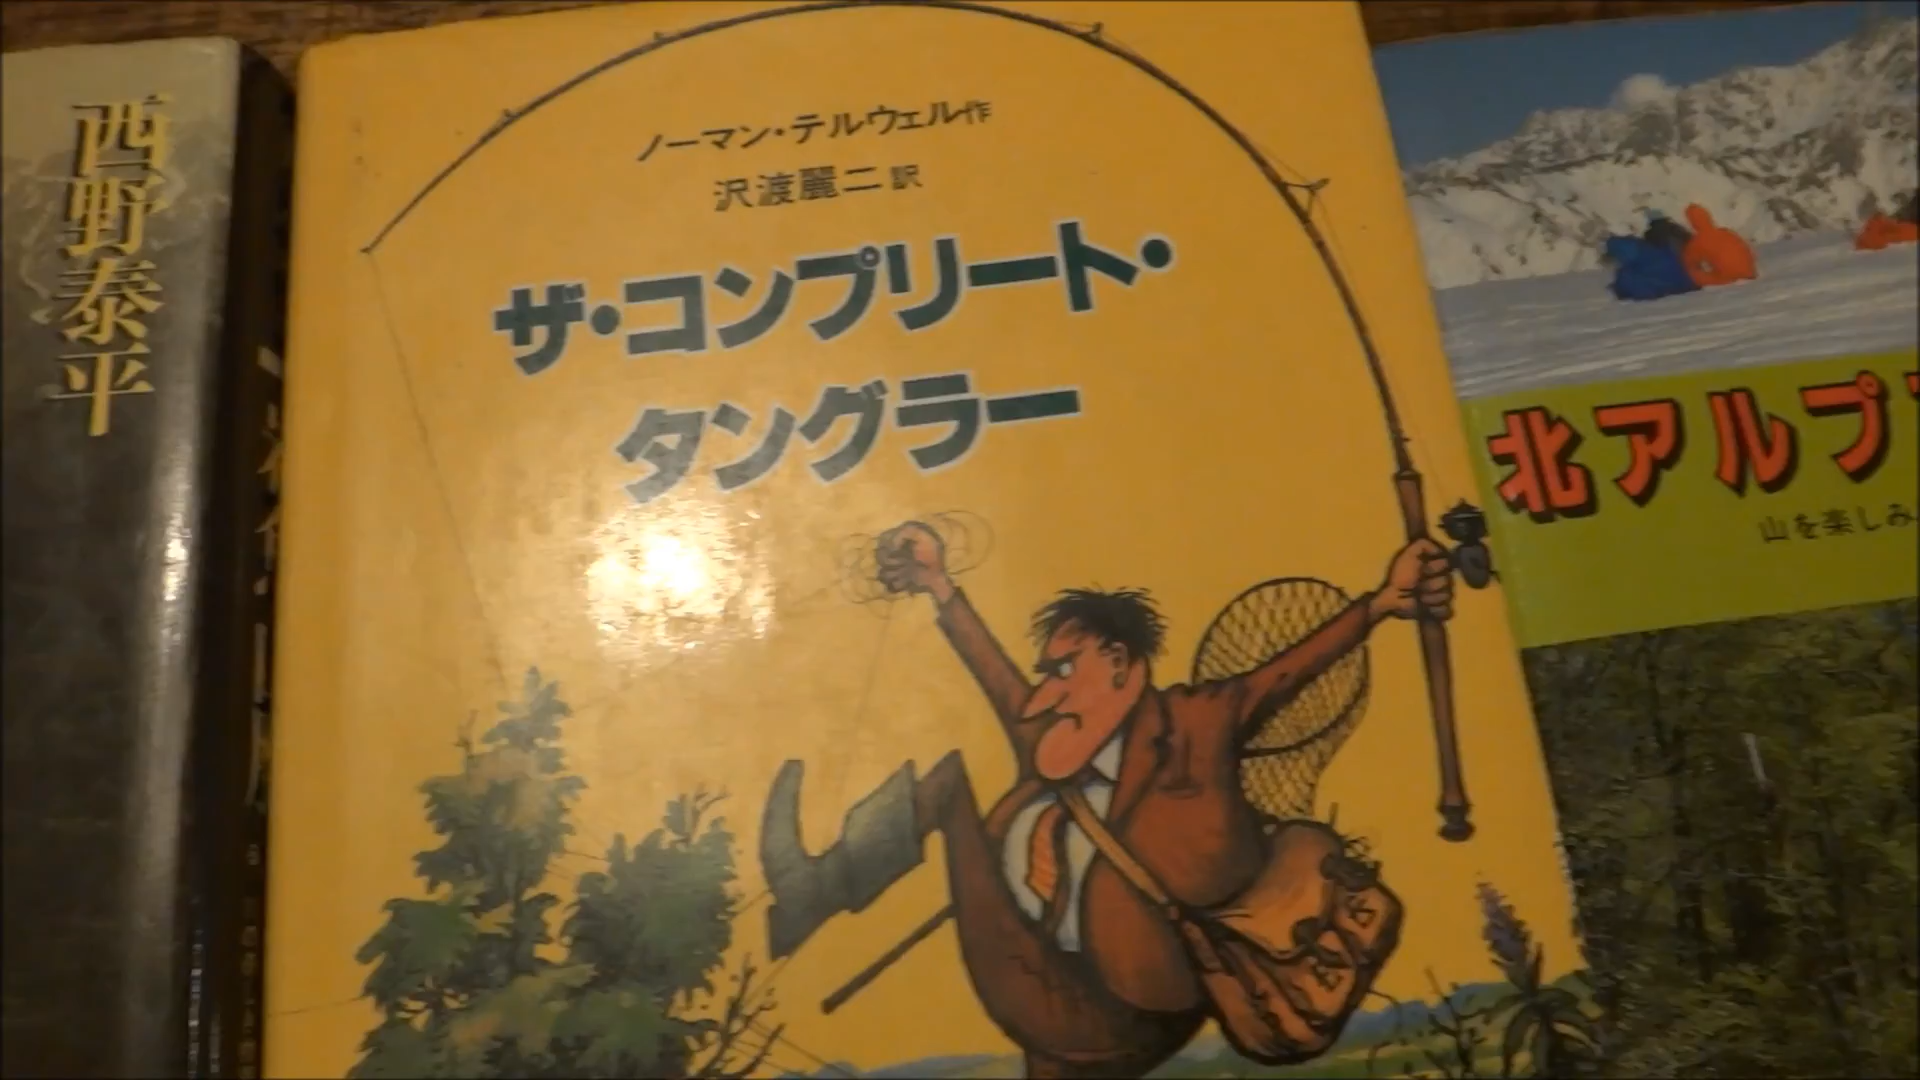 西野泰平
ノーマン・テルウェル作
沢渡麗二訳
ザ・コンプリート・
タングラー
北アルプ
山を楽しみ